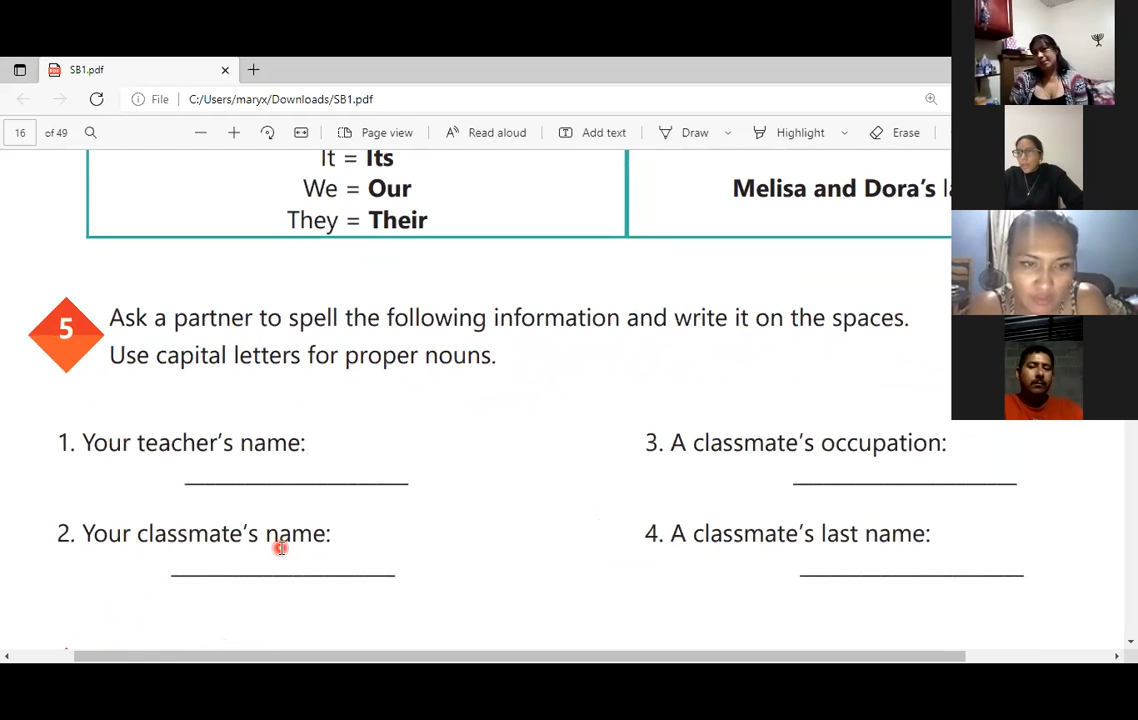 SB1.pdf
File C:/Users/maryx/Downloads/SB1.pdf
16 of 49 Page view Read aloud Add text Draw Highlight Erase
It = Its
We = Our
They = Their
Melisa and Dora's la
5
Ask a partner to spell the following information and write it on the spaces.
Use capital letters for proper nouns.
1. Your teacher's name:
2. Your classmate's name:
3. A classmate's occupation:
4. A classmate's last name: